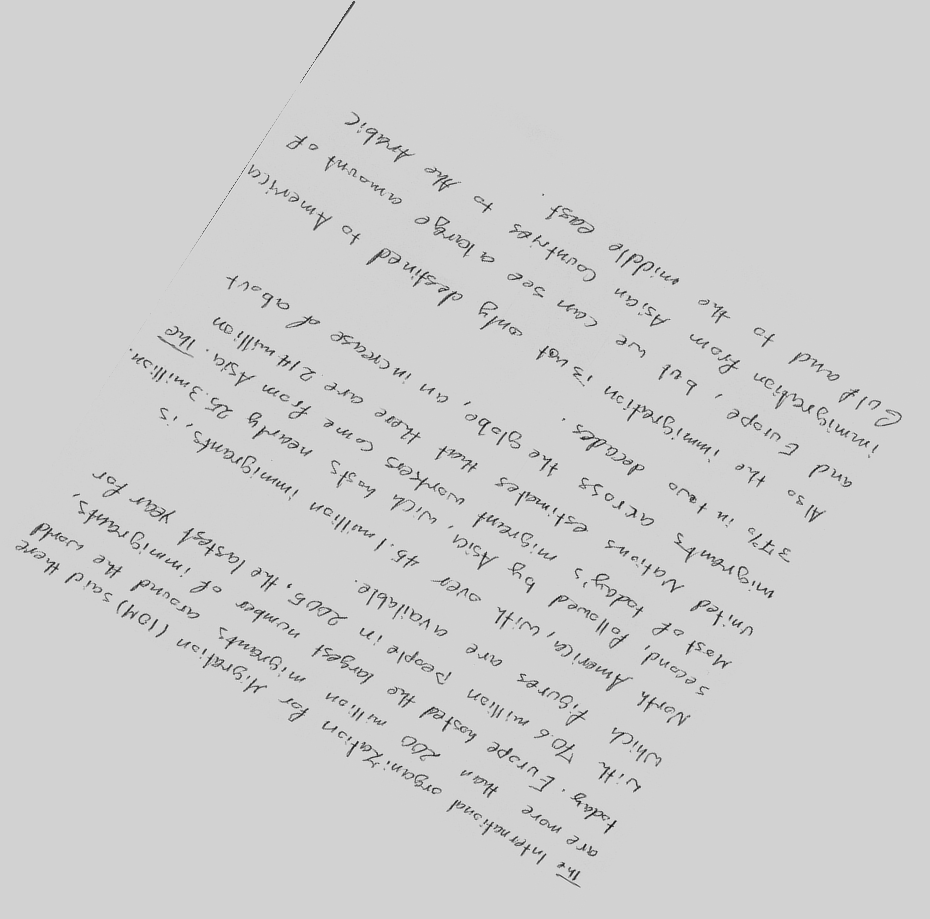 The International organization for Migration (IOM) said there
are more than 200 million migrants around the world
today. Europe hosted the largest number of immigrants,
with 70.6 million People in 2005, the lastest year for
which figures are available.
North America, with over 45.1 million immigrants, is
second, followed by Asia, which hosts nearly 25.3 million.
Most of today's migrant workers come from Asia. The
united Nations estimates that there are 214 million
migrants across the globe, an increase of about
37% in two decades.
Also the immigration is not only destined to America
and Europe, but we can see a large amount of
immigration from Asian Countries to the Arabic
Gulf and to the middle east.